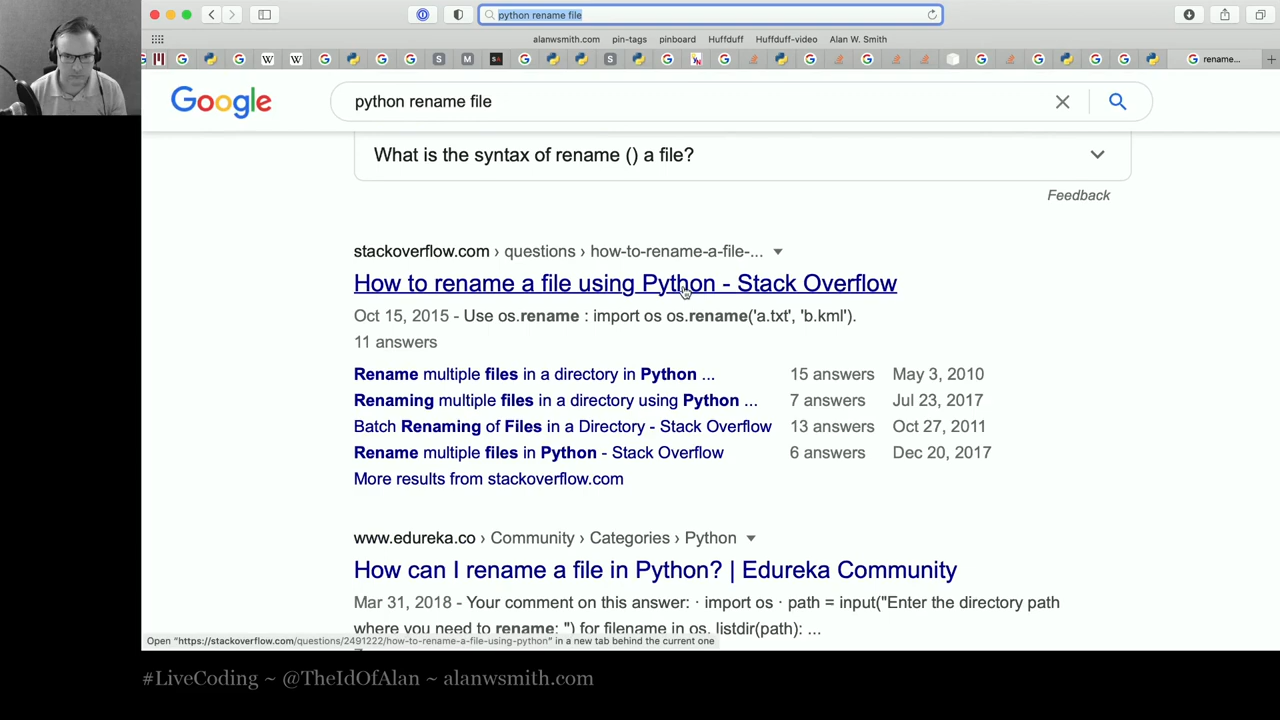 python rename file
alanwsmith.com pin-tags pinboard Huffduff Huffduff-video Alan W. Smith
rename...
Google
python rename file
What is the syntax of rename () a file?
Feedback
stackoverflow.com › questions › how-to-rename-a-file-...
How to rename a file using Python - Stack Overflow
Oct 15, 2015 - Use os.rename : import os os.rename('a.txt', 'b.kml').
11 answers
Rename multiple files in a directory in Python ... 15 answers May 3, 2010
Renaming multiple files in a directory using Python ... 7 answers Jul 23, 2017
Batch Renaming of Files in a Directory - Stack Overflow 13 answers Oct 27, 2011
Rename multiple files in Python - Stack Overflow 6 answers Dec 20, 2017
More results from stackoverflow.com
www.edureka.co › Community › Categories › Python
How can I rename a file in Python? | Edureka Community
Mar 31, 2018 - Your comment on this answer: · import os · path = input("Enter the directory path
where you need to rename: ") for filename in os. listdir(path): ...
Open "https://stackoverflow.com/questions/2491222/how-to-rename-a-file-using-python" in a new tab behind the current one
#LiveCoding ~ @TheIdOfAlan ~ alanwsmith.com